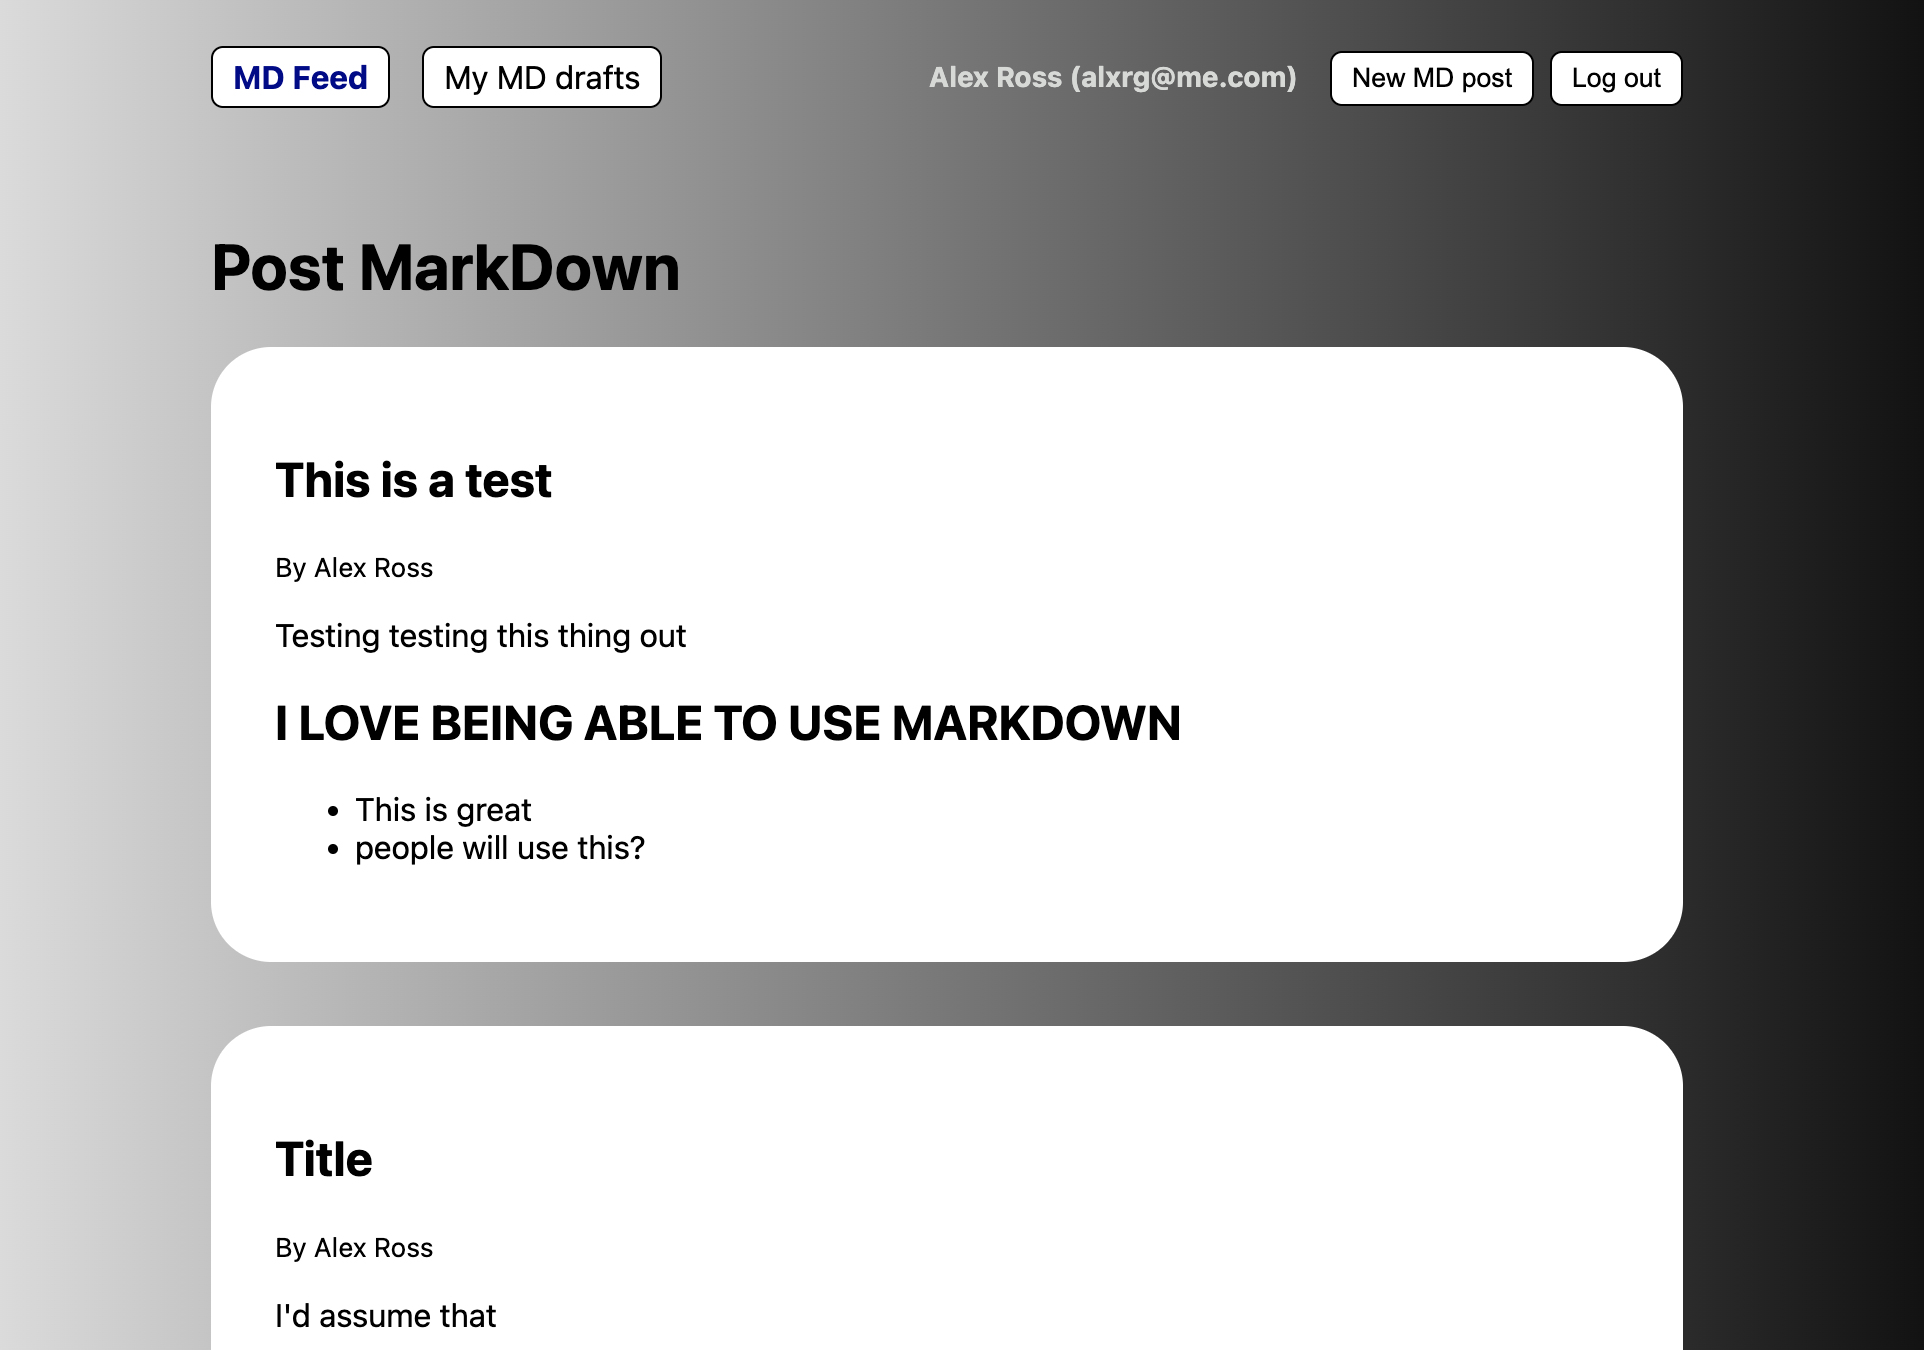 MD Feed My MD drafts Alex Ross (alxrg@me.com) New MD post Log out
Post MarkDown
This is a test
By Alex Ross
Testing testing this thing out
I LOVE BEING ABLE TO USE MARKDOWN
• This is great
• people will use this?
Title
By Alex Ross
I'd assume that